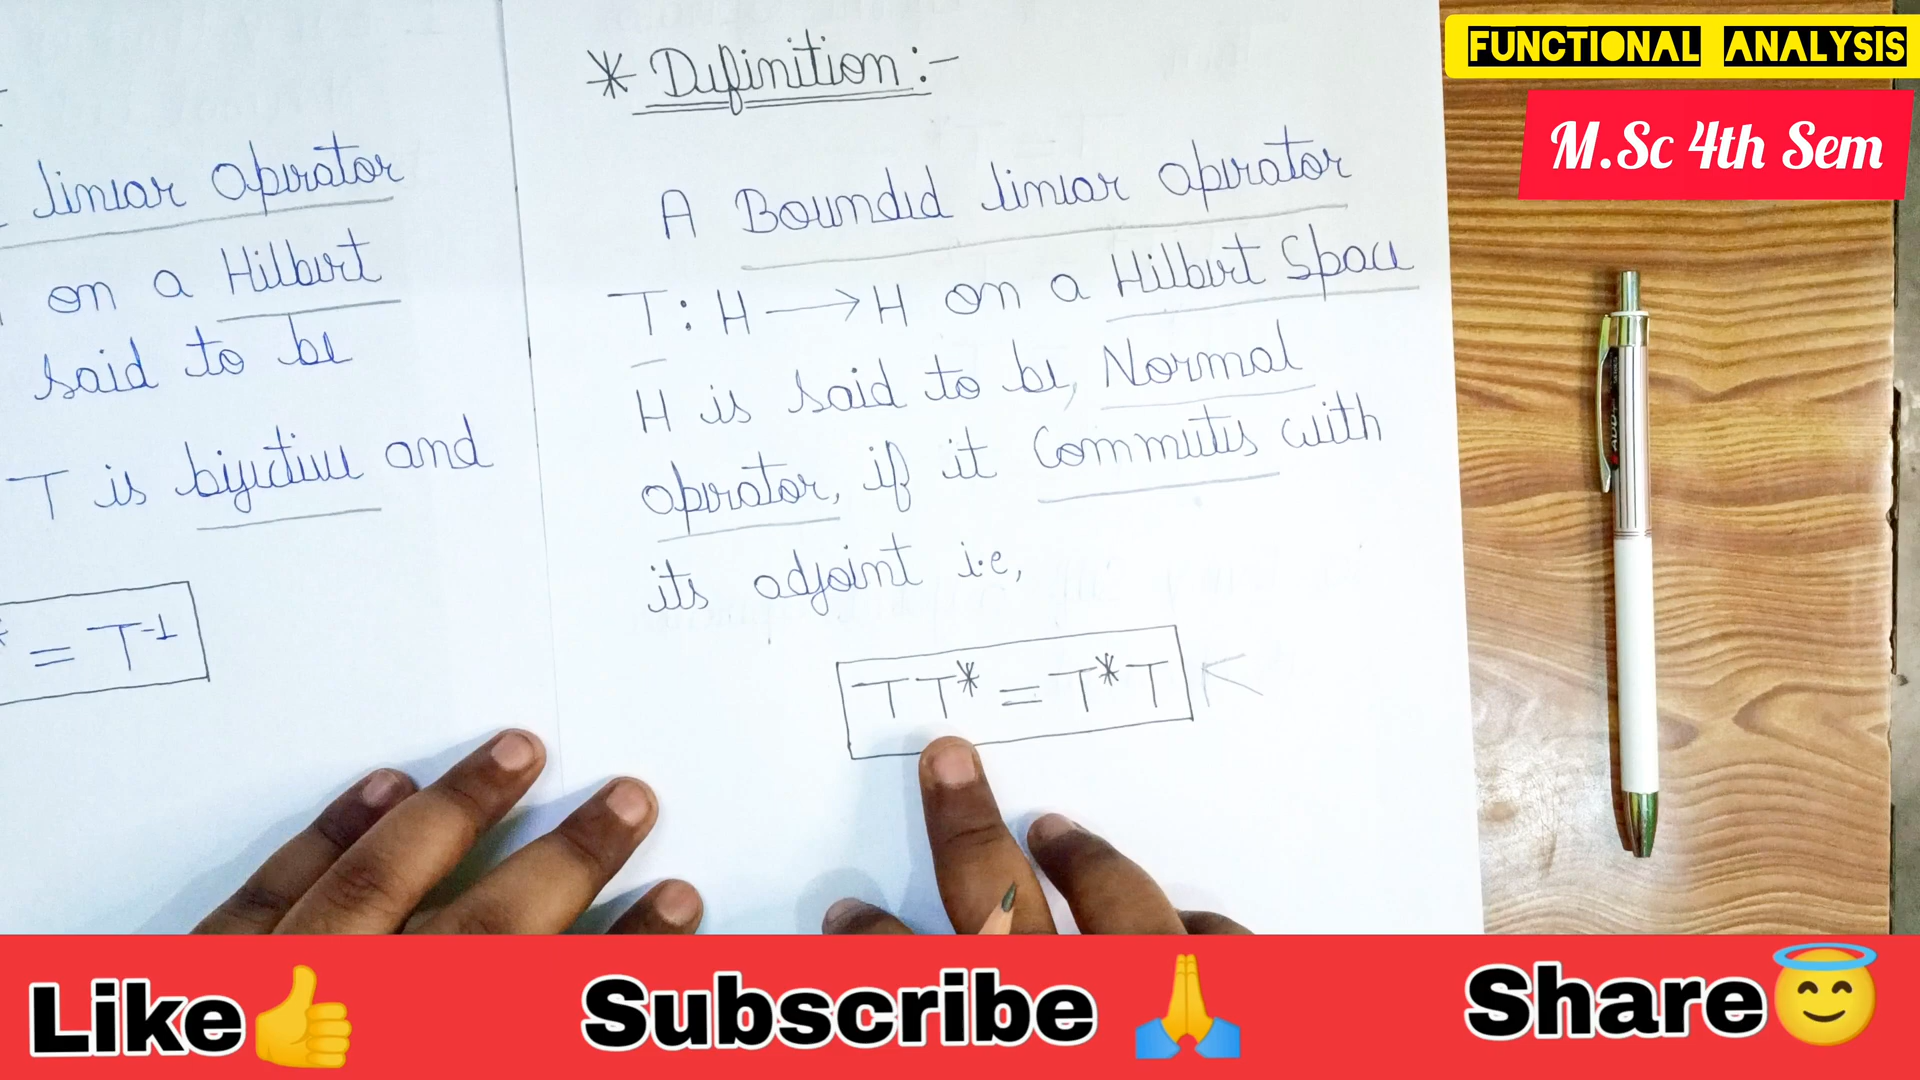 linear operator
on a Hilbert
said to be
T is bijective and
* = T⁻¹
* Definition :-
A Bounded linear operator
T : H → H on a Hilbert Space
H is said to be, Normal
operator, if it Commutes with
its adjoint i.e,
TT* = T*T
FUNCTIONAL ANALYSIS
M.Sc 4th Sem
Like👍 Subscribe 🙏 Share😇